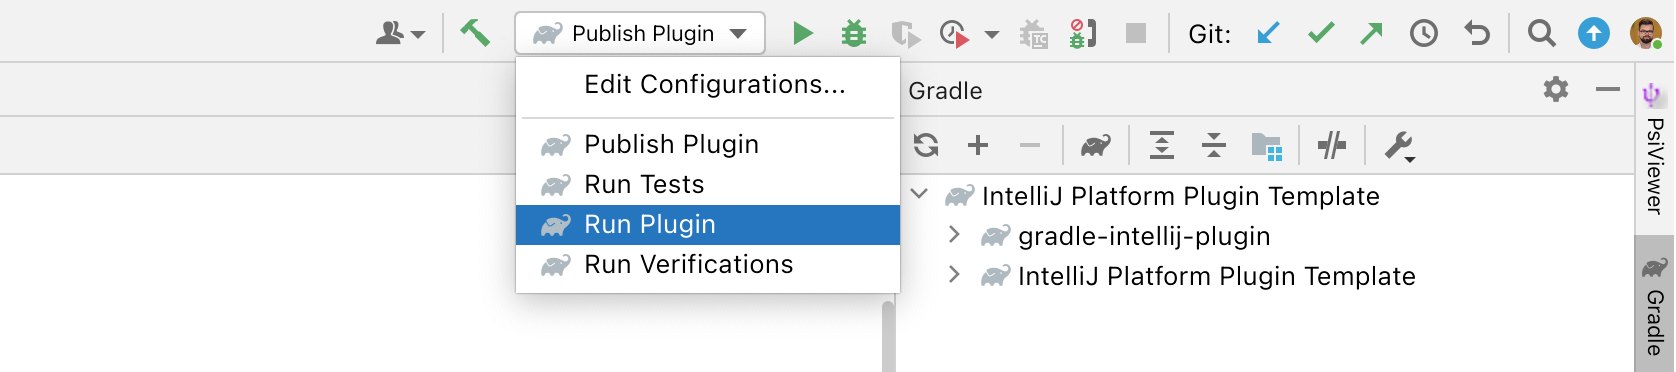 Publish Plugin
Git:
Edit Configurations...
Publish Plugin
Run Tests
Run Plugin
Run Verifications
Gradle
IntelliJ Platform Plugin Template
gradle-intellij-plugin
IntelliJ Platform Plugin Template
PsiViewer
Gradle
TC